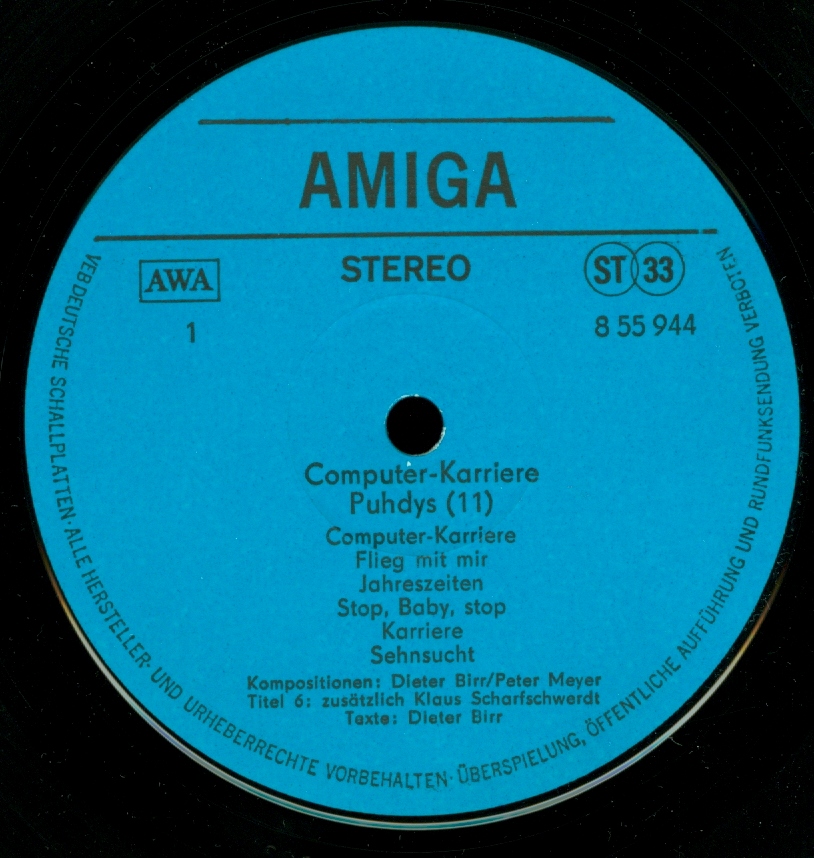 AMIGA
AWA
STEREO
ST 33
1
8 55 944
Computer-Karriere
Puhdys (11)
Computer-Karriere
Flieg mit mir
Jahreszeiten
Stop, Baby, stop
Karriere
Sehnsucht
Kompositionen: Dieter Birr/Peter Meyer
Titel 6: zusätzlich Klaus Scharfschwerdt
Texte: Dieter Birr
VEB DEUTSCHE SCHALLPLATTEN · ALLE HERSTELLER- UND URHEBERRECHTE VORBEHALTEN · ÜBERSPIELUNG, ÖFFENTLICHE AUFFÜHRUNG UND RUNDFUNKSENDUNG VERBOTEN